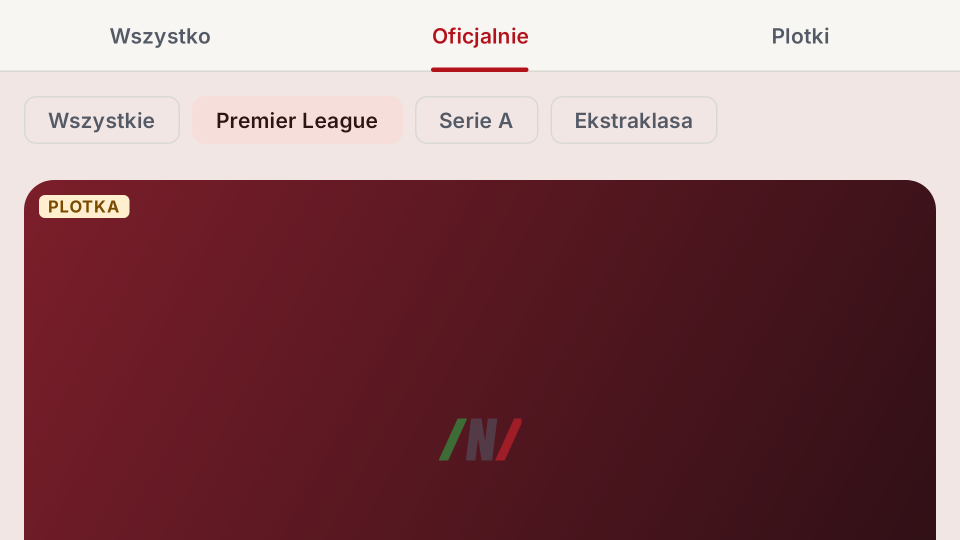 Wszystko Oficjalnie Plotki
Wszystkie Premier League Serie A Ekstraklasa
PLOTKA
/N/